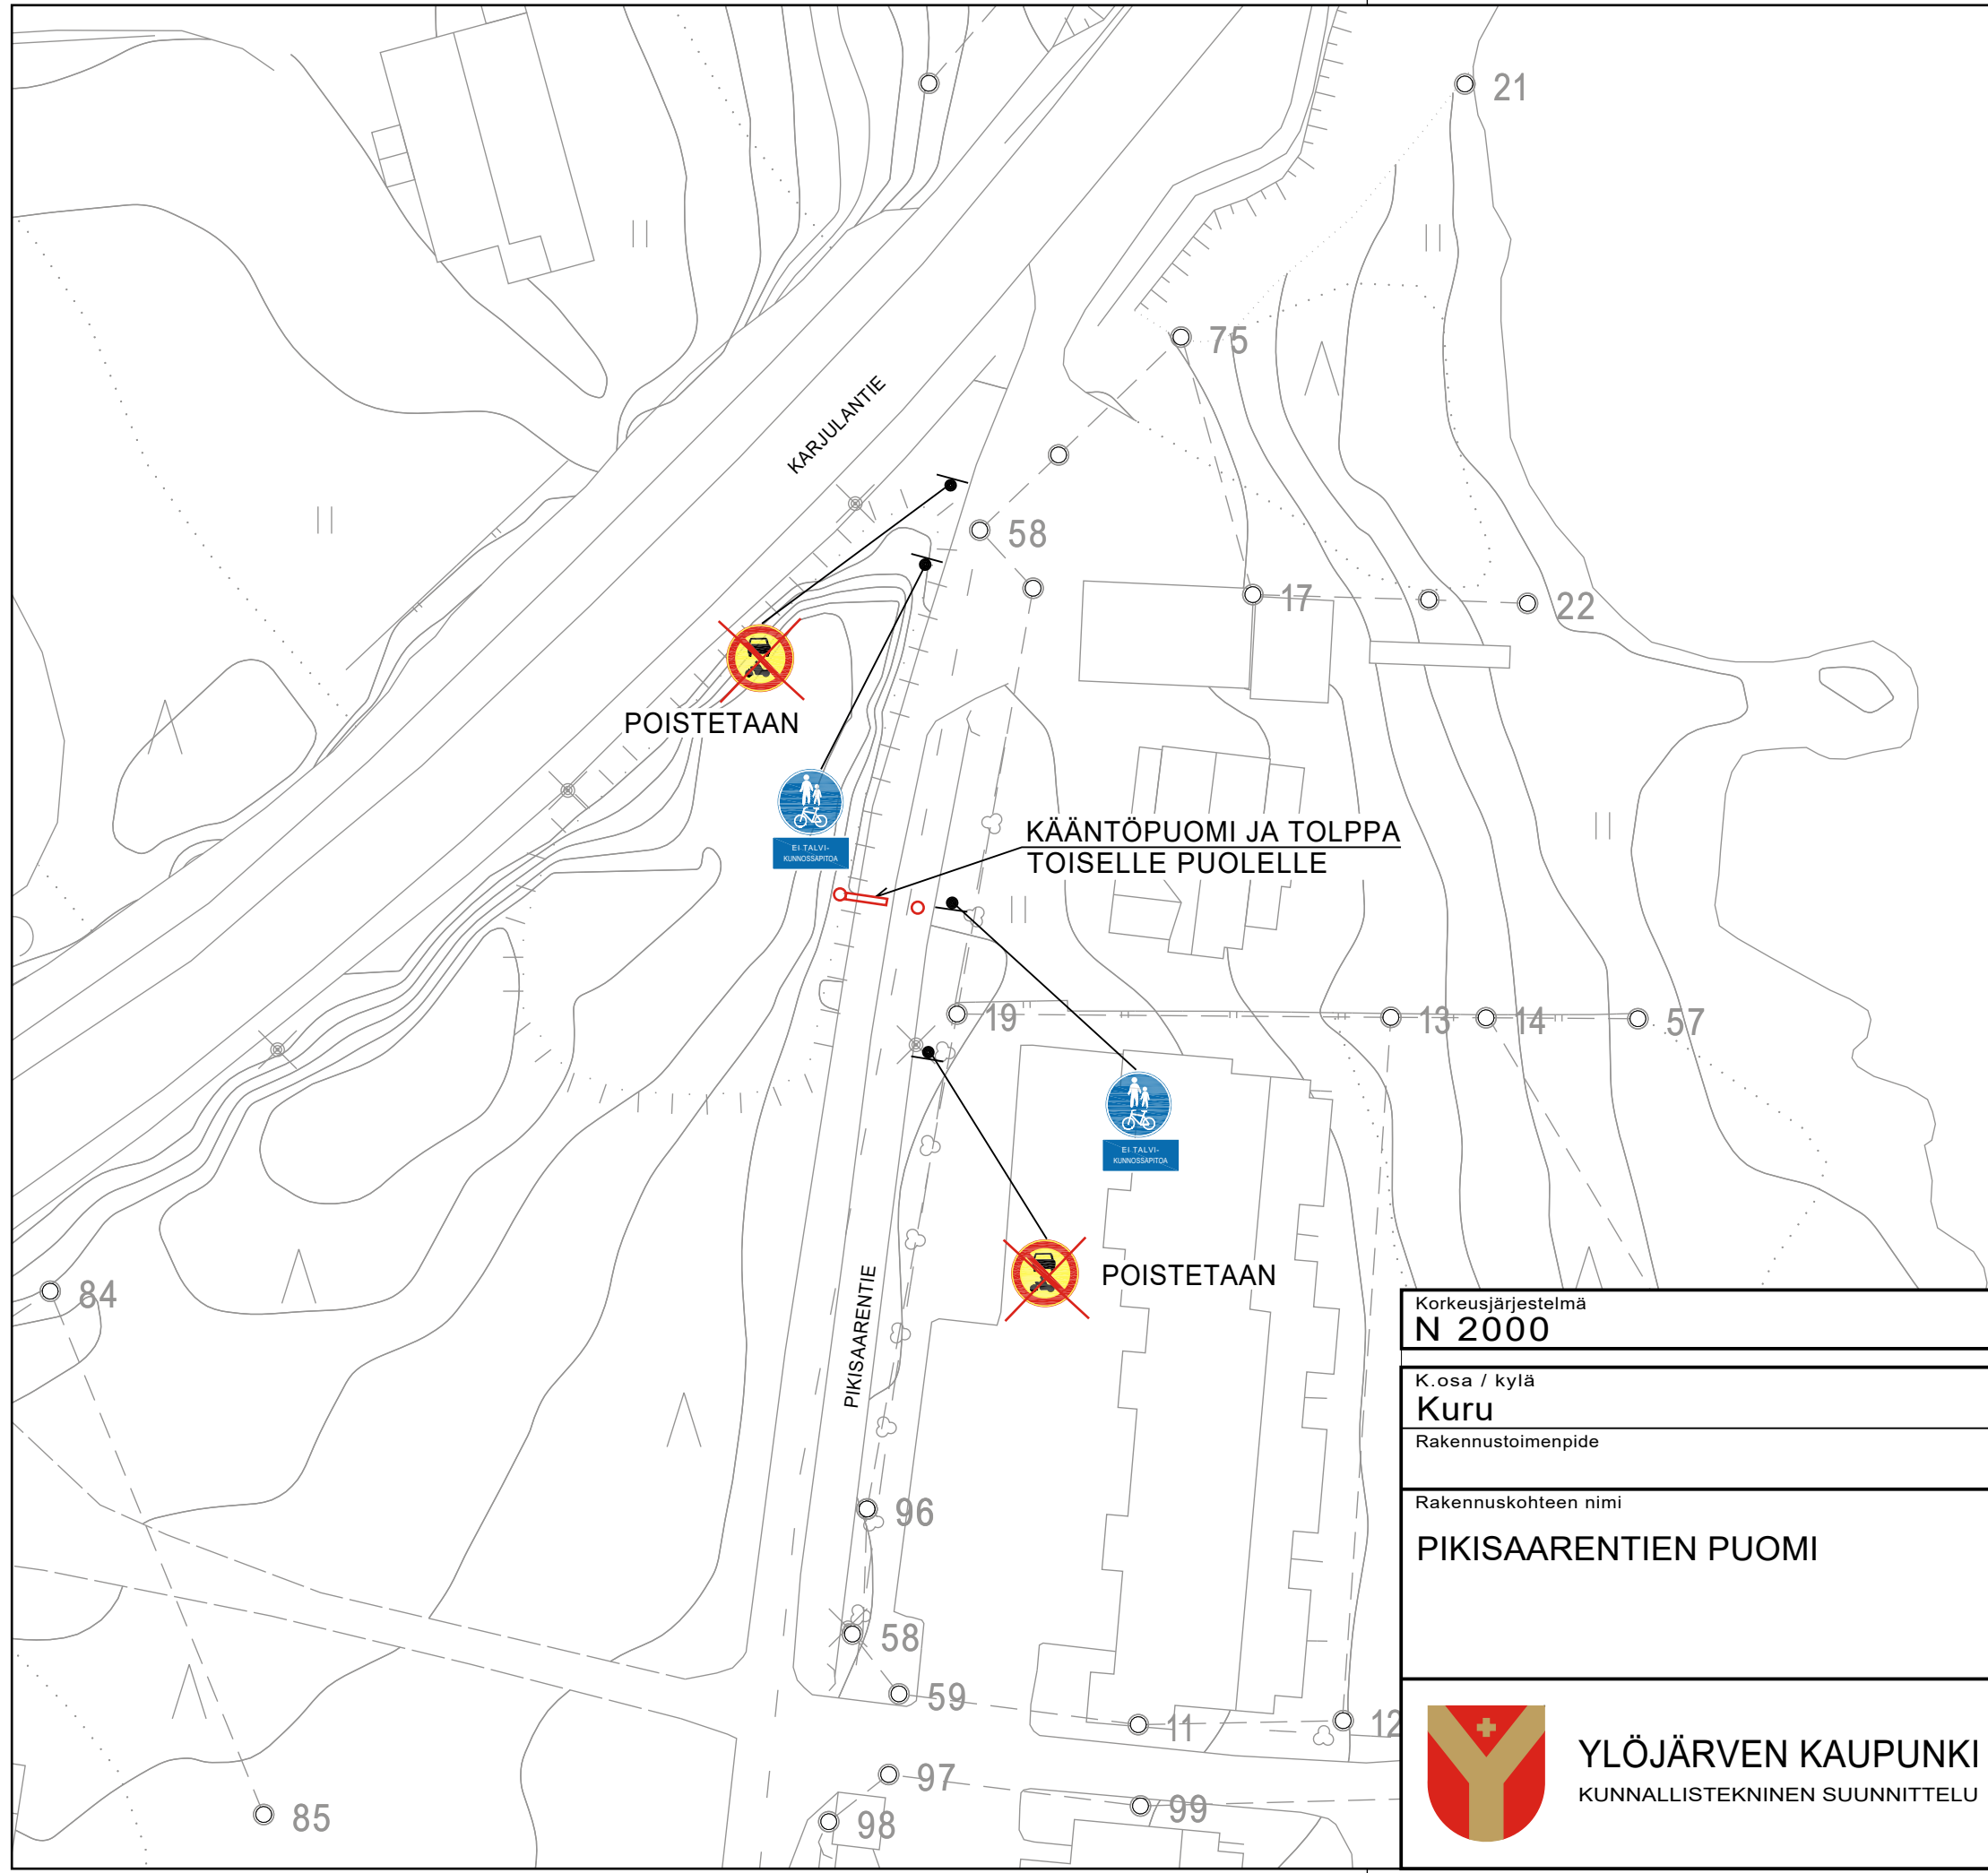 21
75
KARJULANTIE
58
17
22
POISTETAAN
EI TALVI-
KUNNOSSAPITOA
KÄÄNTÖPUOMI JA TOLPPA
TOISELLE PUOLELLE
19
13
14
57
EI TALVI-
KUNNOSSAPITOA
POISTETAAN
PIKISAARENTIE
84
96
58
59
11
12
97
98
99
85
Korkeusjärjestelmä
N 2000
K.osa / kylä
Kuru
Rakennustoimenpide
Rakennuskohteen nimi
PIKISAARENTIEN PUOMI
YLÖJÄRVEN KAUPUNKI
KUNNALLISTEKNINEN SUUNNITTELU